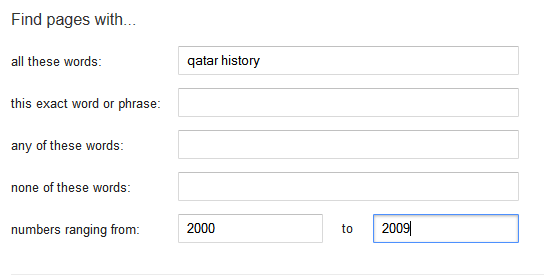 Find pages with...
all these words: qatar history
this exact word or phrase:
any of these words:
none of these words:
numbers ranging from: 2000 to 2009